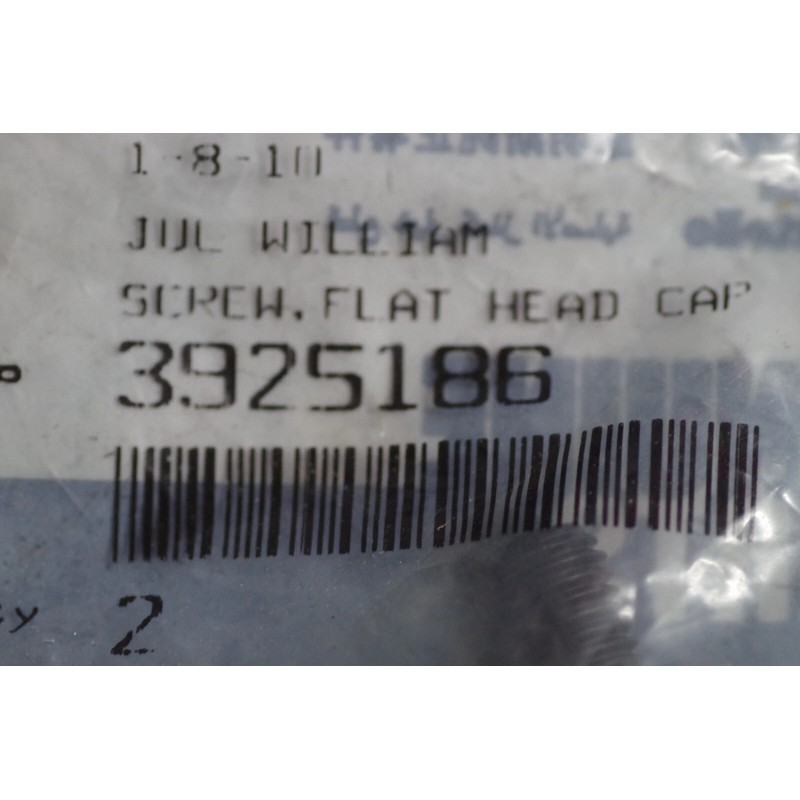 1-8-10
JUL WILLIAM
SCREW,FLAT HEAD CAP
3925186
2